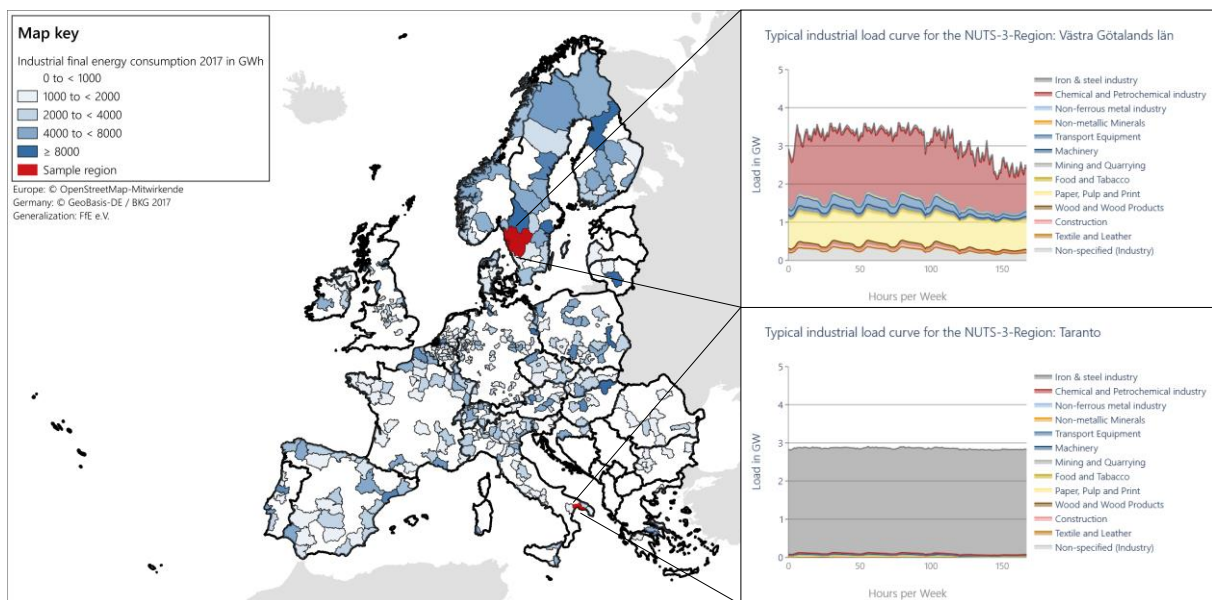 Map key
Industrial final energy consumption 2017 in GWh
0 to < 1000
1000 to < 2000
2000 to < 4000
4000 to < 8000
≥ 8000
Sample region
Europe: © OpenStreetMap-Mitwirkende
Germany: © GeoBasis-DE / BKG 2017
Generalization: FfE e.V.
Typical industrial load curve for the NUTS-3-Region: Västra Götalands län
Load in GW
5
4
3
2
1
0
0
50
100
150
Hours per Week
Iron & steel industry
Chemical and Petrochemical industry
Non-ferrous metal industry
Non-metallic Minerals
Transport Equipment
Machinery
Mining and Quarrying
Food and Tabacco
Paper, Pulp and Print
Wood and Wood Products
Construction
Textile and Leather
Non-specified (Industry)
Typical industrial load curve for the NUTS-3-Region: Taranto
Load in GW
5
4
3
2
1
0
0
50
100
150
Hours per Week
Iron & steel industry
Chemical and Petrochemical industry
Non-ferrous metal industry
Non-metallic Minerals
Transport Equipment
Machinery
Mining and Quarrying
Food and Tabacco
Paper, Pulp and Print
Wood and Wood Products
Construction
Textile and Leather
Non-specified (Industry)